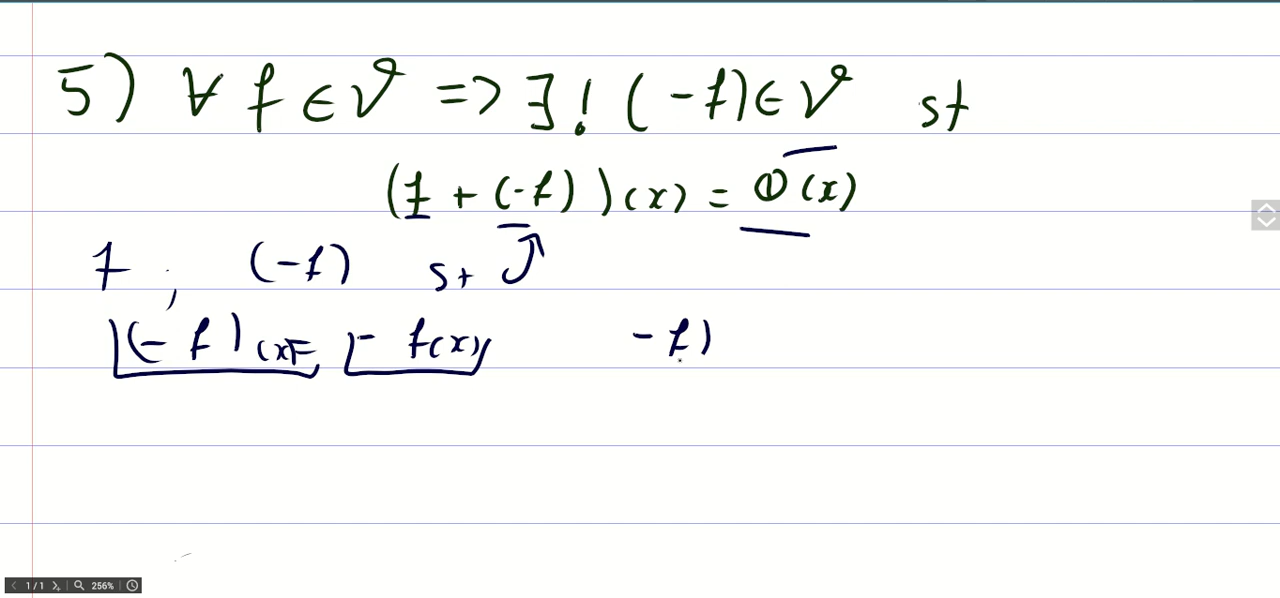 5) ∀ f ∈ V => ∃! (-f) ∈ V st
(f + (-f))(x) = 0(x)
f ; (-f) st
(-f)(x) = - f(x) -f)
1/1 256%